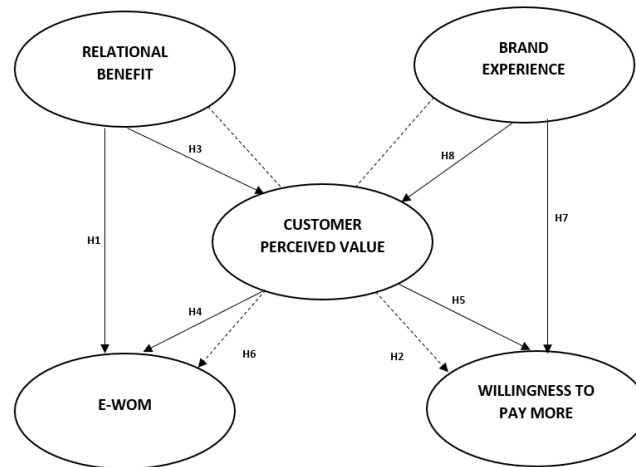 RELATIONAL
BENEFIT
BRAND
EXPERIENCE
H3
H8
CUSTOMER
PERCEIVED VALUE
H1
H7
H4
H5
H6
H2
E-WOM
WILLINGNESS TO
PAY MORE